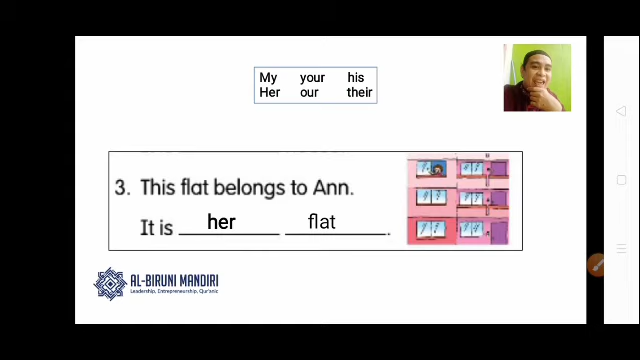 My your his
Her our their
3. This flat belongs to Ann.
It is her flat.
AL-BIRUNI MANDIRI
Leadership, Entrepreneurship, Qur'anic